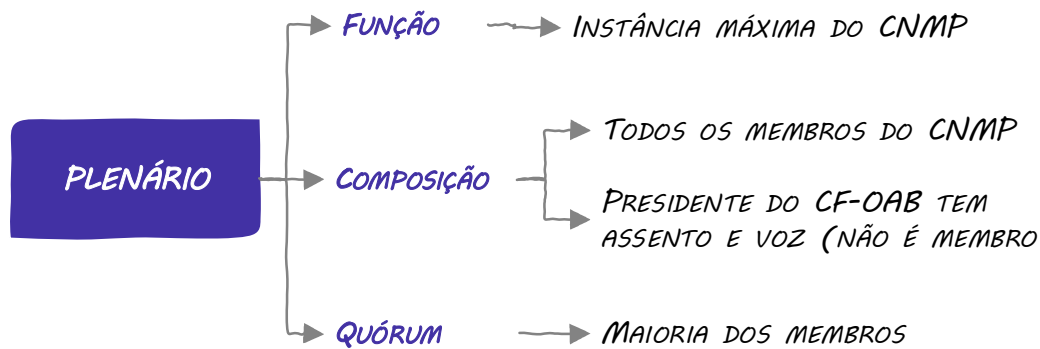 PLENÁRIO
FUNÇÃO
INSTÂNCIA MÁXIMA DO CNMP
COMPOSIÇÃO
TODOS OS MEMBROS DO CNMP
PRESIDENTE DO CF-OAB TEM
ASSENTO E VOZ (NÃO É MEMBRO
QUÓRUM
MAIORIA DOS MEMBROS